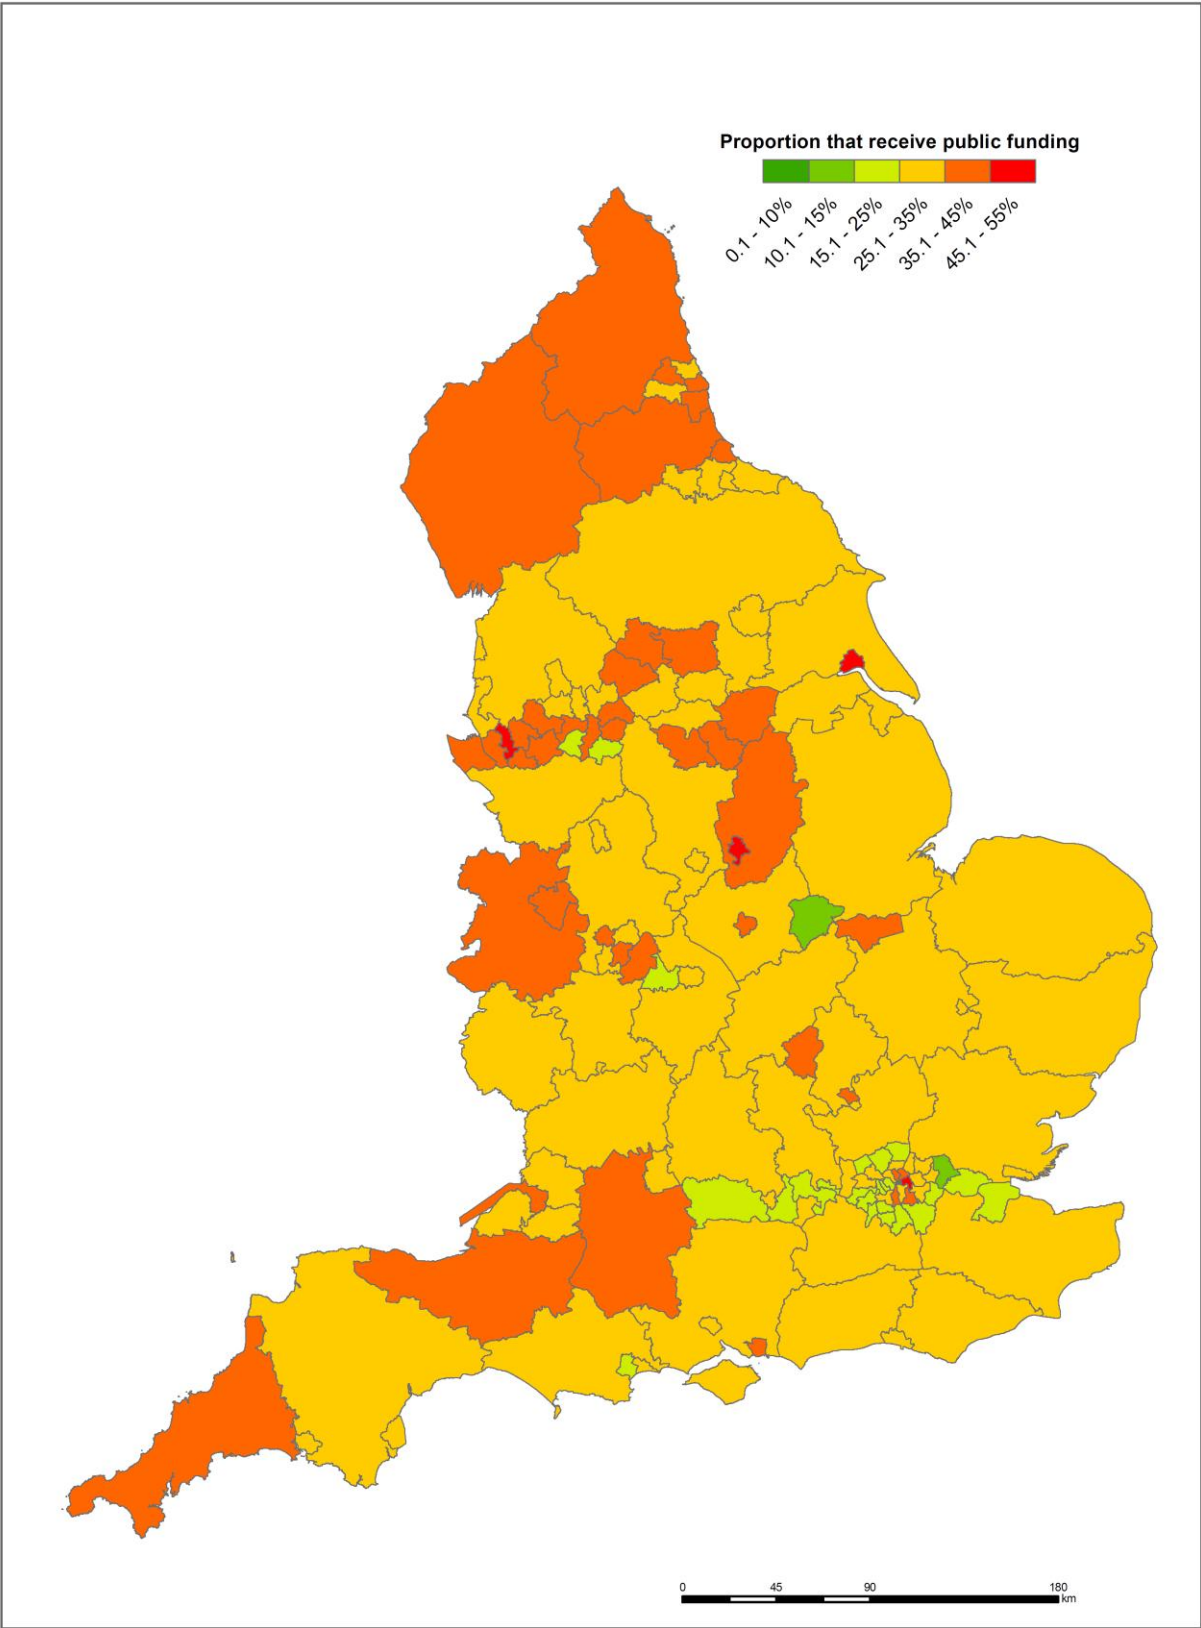 Proportion that receive public funding
0.1 - 10%
10.1 - 15%
15.1 - 25%
25.1 - 35%
35.1 - 45%
45.1 - 55%
0 45 90 180
km